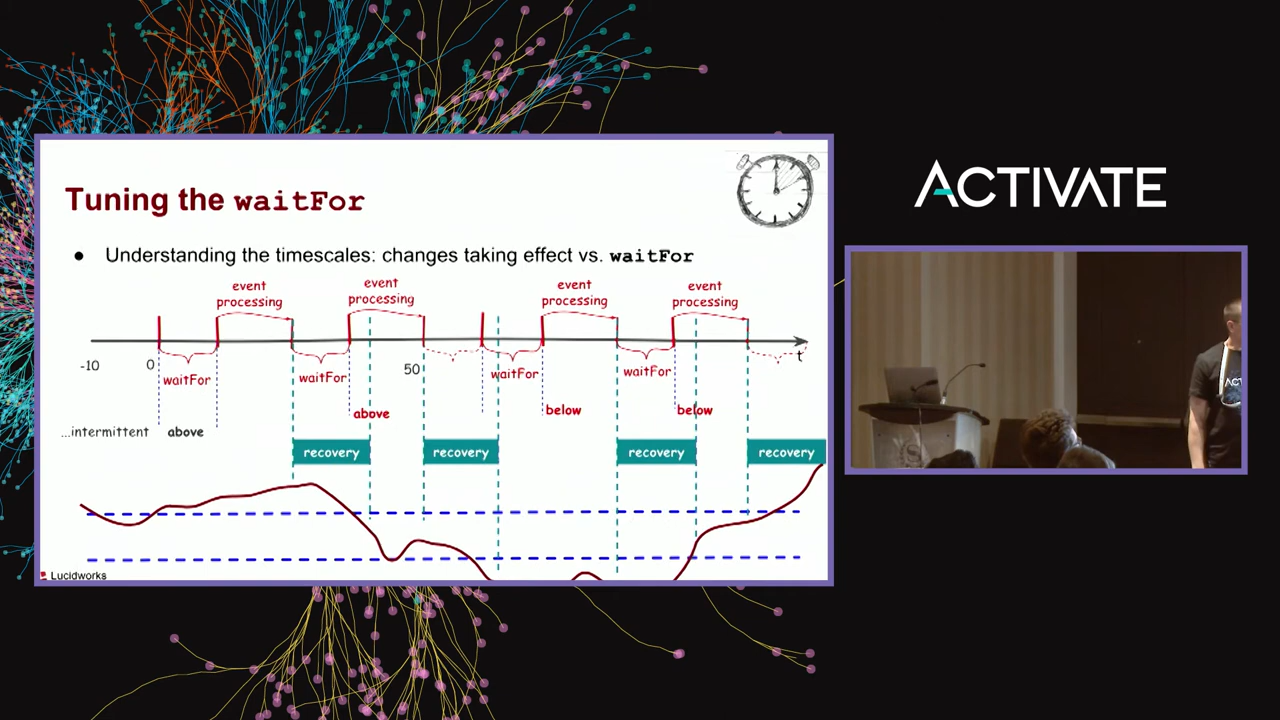 ACTIVATE
Tuning the waitFor
● Understanding the timescales: changes taking effect vs. waitFor
event processing
event processing
event processing
event processing
-10
0
50
t
waitFor
waitFor
waitFor
waitFor
above
below
below
...intermittent above
recovery
recovery
recovery
recovery
Lucidworks
ACT